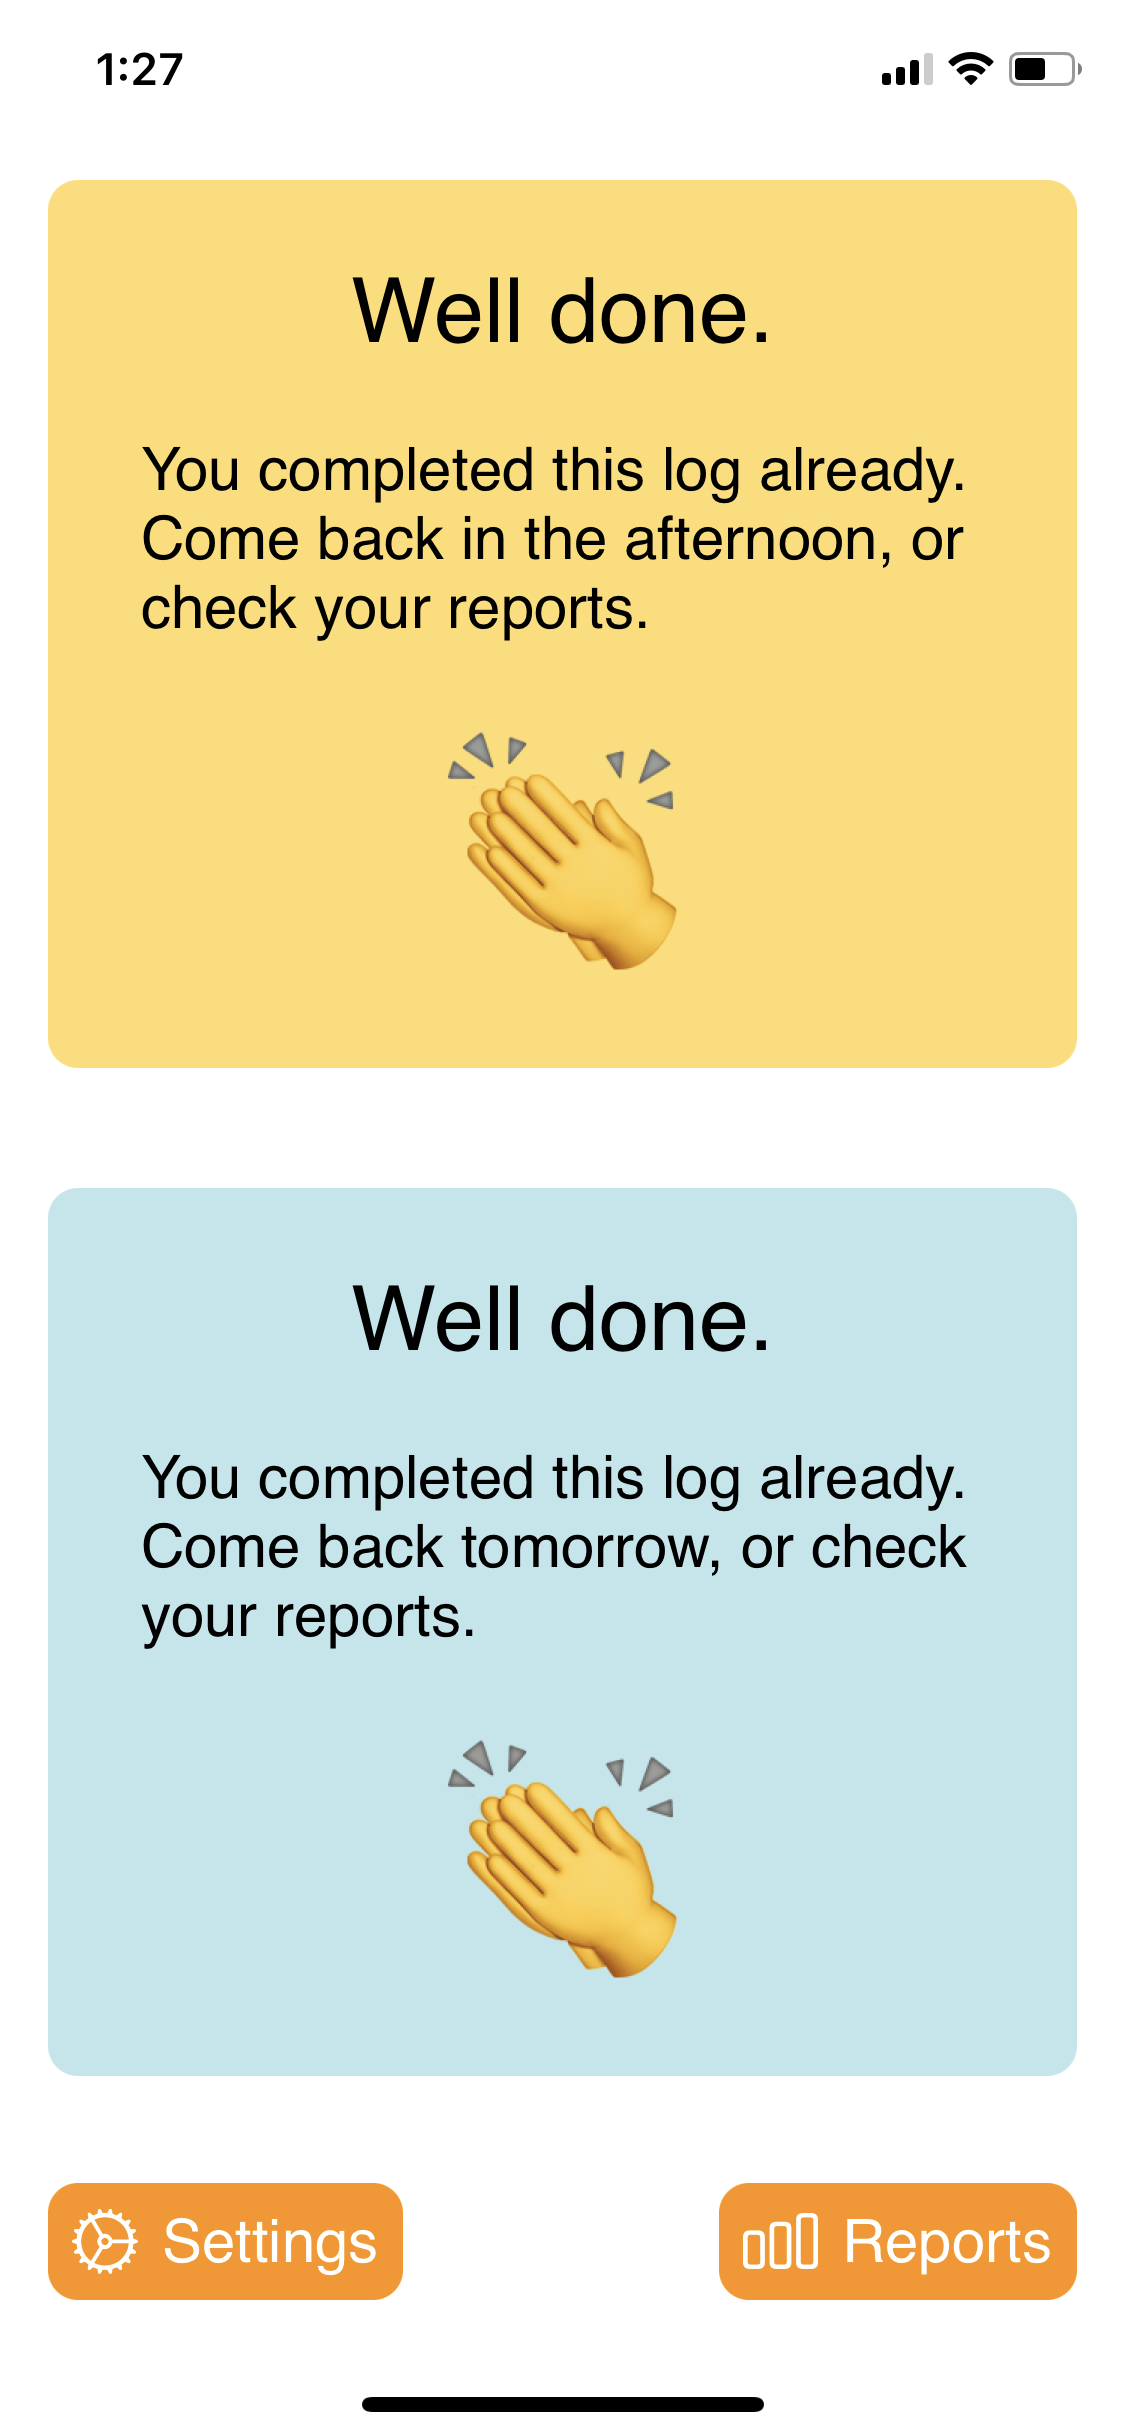 1:27
Well done.
You completed this log already.
Come back in the afternoon, or
check your reports.
Well done.
You completed this log already.
Come back tomorrow, or check
your reports.
Settings
Reports